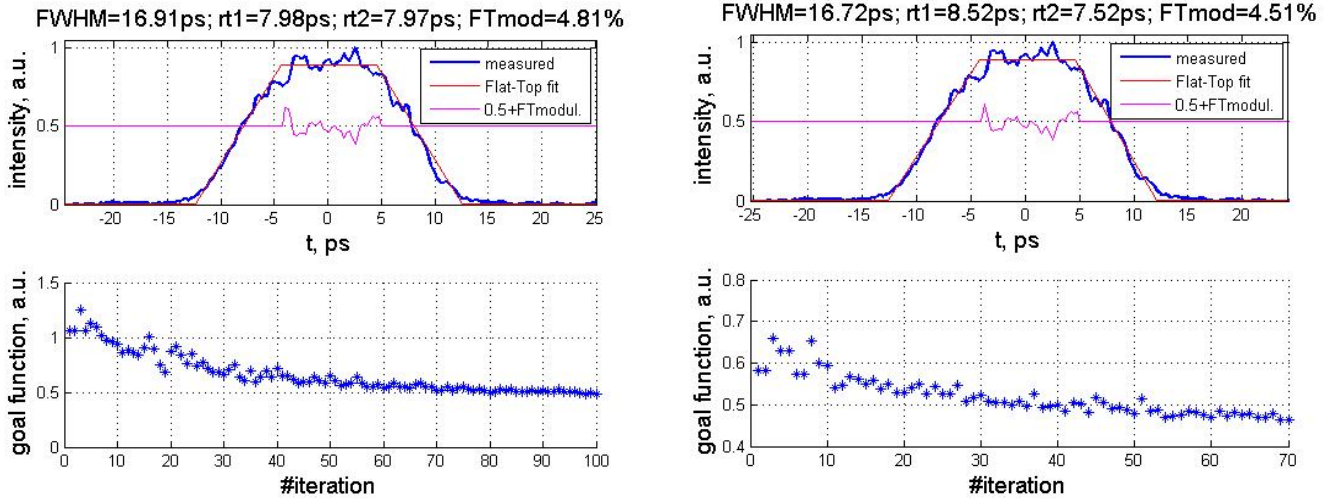 FWHM=16.91ps; rt1=7.98ps; rt2=7.97ps; FTmod=4.81%
1
0.5
0
intensity, a.u.
measured
Flat-Top fit
0.5+FTmodul.
-20 -15 -10 -5 0 5 10 15 20 25
t, ps
FWHM=16.72ps; rt1=8.52ps; rt2=7.52ps; FTmod=4.51%
1
0.5
0
intensity, a.u.
measured
Flat-Top fit
0.5+FTmodul.
-25 -20 -15 -10 -5 0 5 10 15 20
t, ps
1.5
1
0.5
0
goal function, a.u.
0 10 20 30 40 50 60 70 80 90 100
#iteration
0.8
0.7
0.6
0.5
0.4
goal function, a.u.
0 10 20 30 40 50 60 70
#iteration